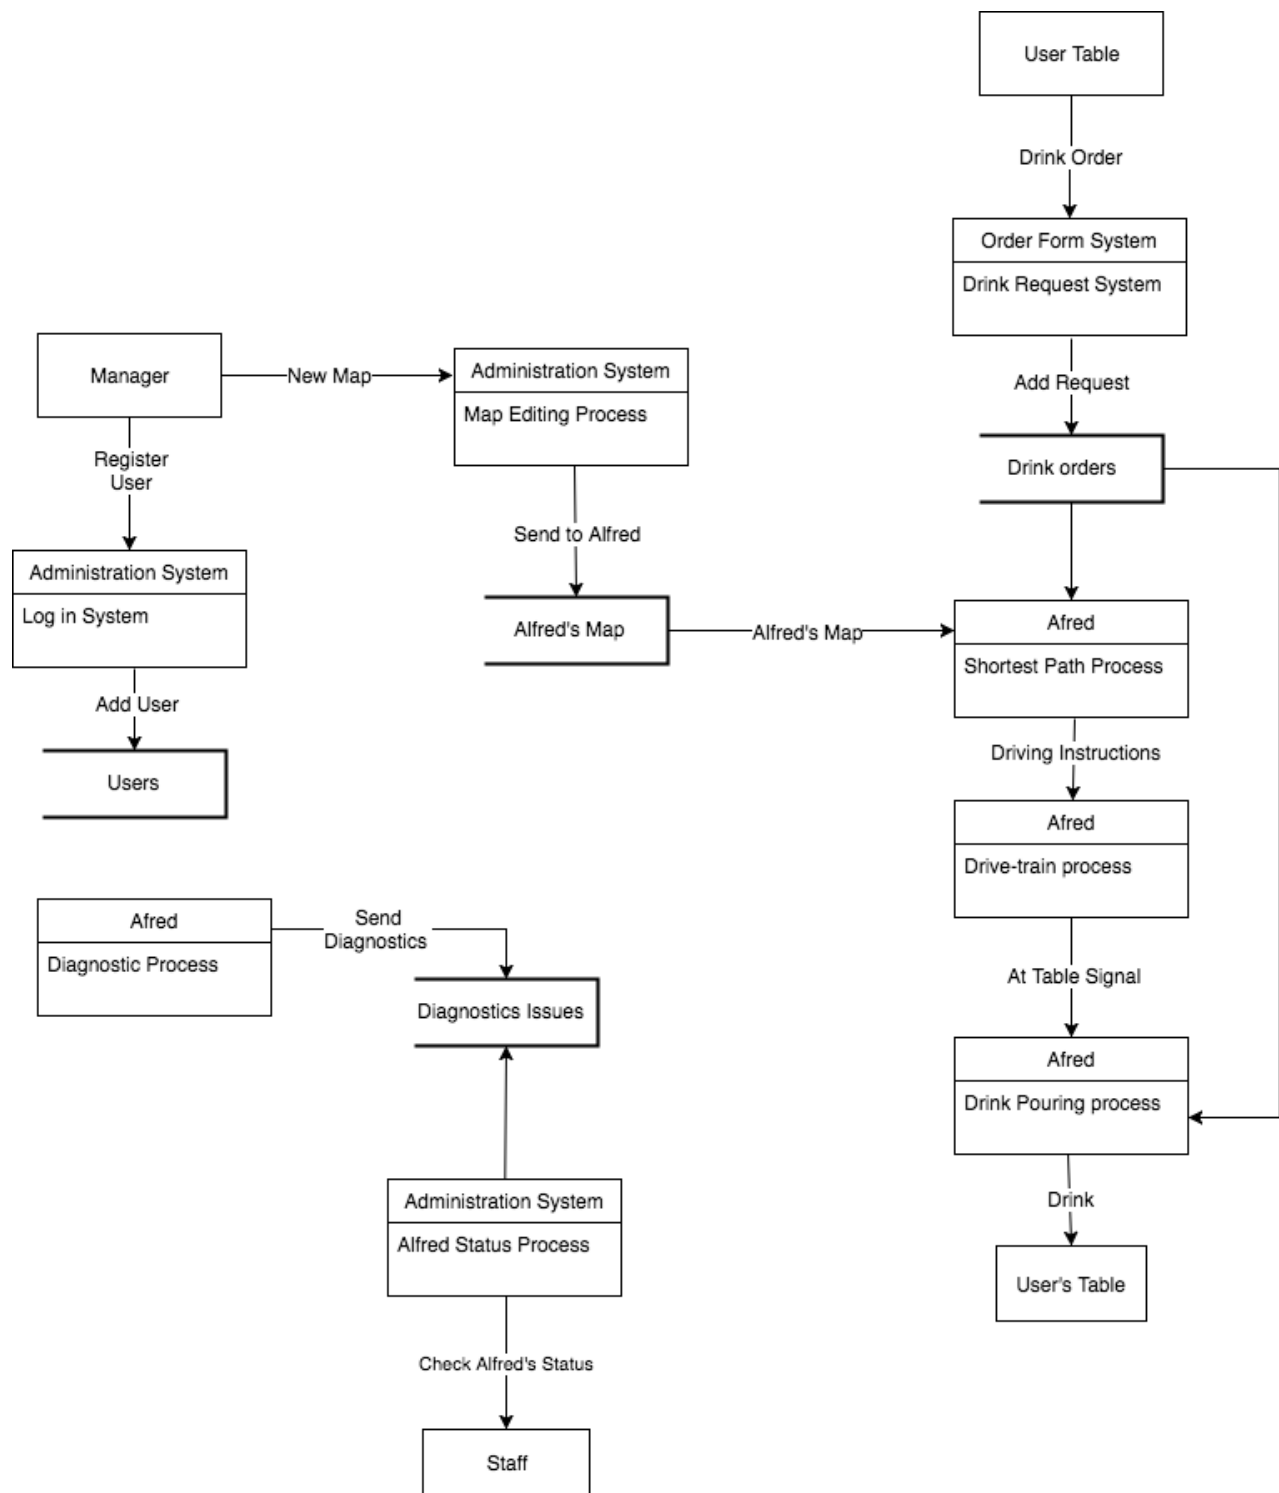 User Table
Drink Order
Order Form System
Drink Request System
Manager
New Map
Administration System
Map Editing Process
Add Request
Register
User
Drink orders
Send to Alfred
Administration System
Log in System
Alfred's Map
Alfred's Map
Afred
Shortest Path Process
Add User
Users
Driving Instructions
Afred
Drive-train process
Afred
Diagnostic Process
Send
Diagnostics
Diagnostics Issues
At Table Signal
Afred
Drink Pouring process
Administration System
Alfred Status Process
Drink
User's Table
Check Alfred's Status
Staff